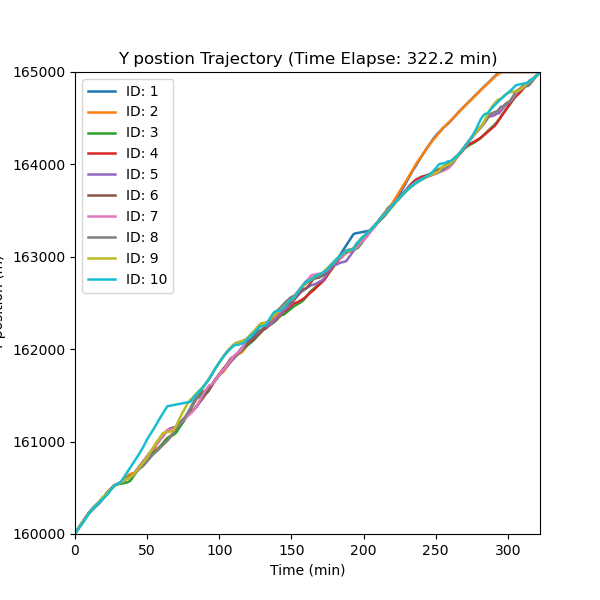 Y postion Trajectory (Time Elapse: 322.2 min)
165000
164000
163000
162000
161000
160000
ID: 1
ID: 2
ID: 3
ID: 4
ID: 5
ID: 6
ID: 7
ID: 8
ID: 9
ID: 10
0 50 100 150 200 250 300
Time (min)